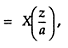 = X(z/a),